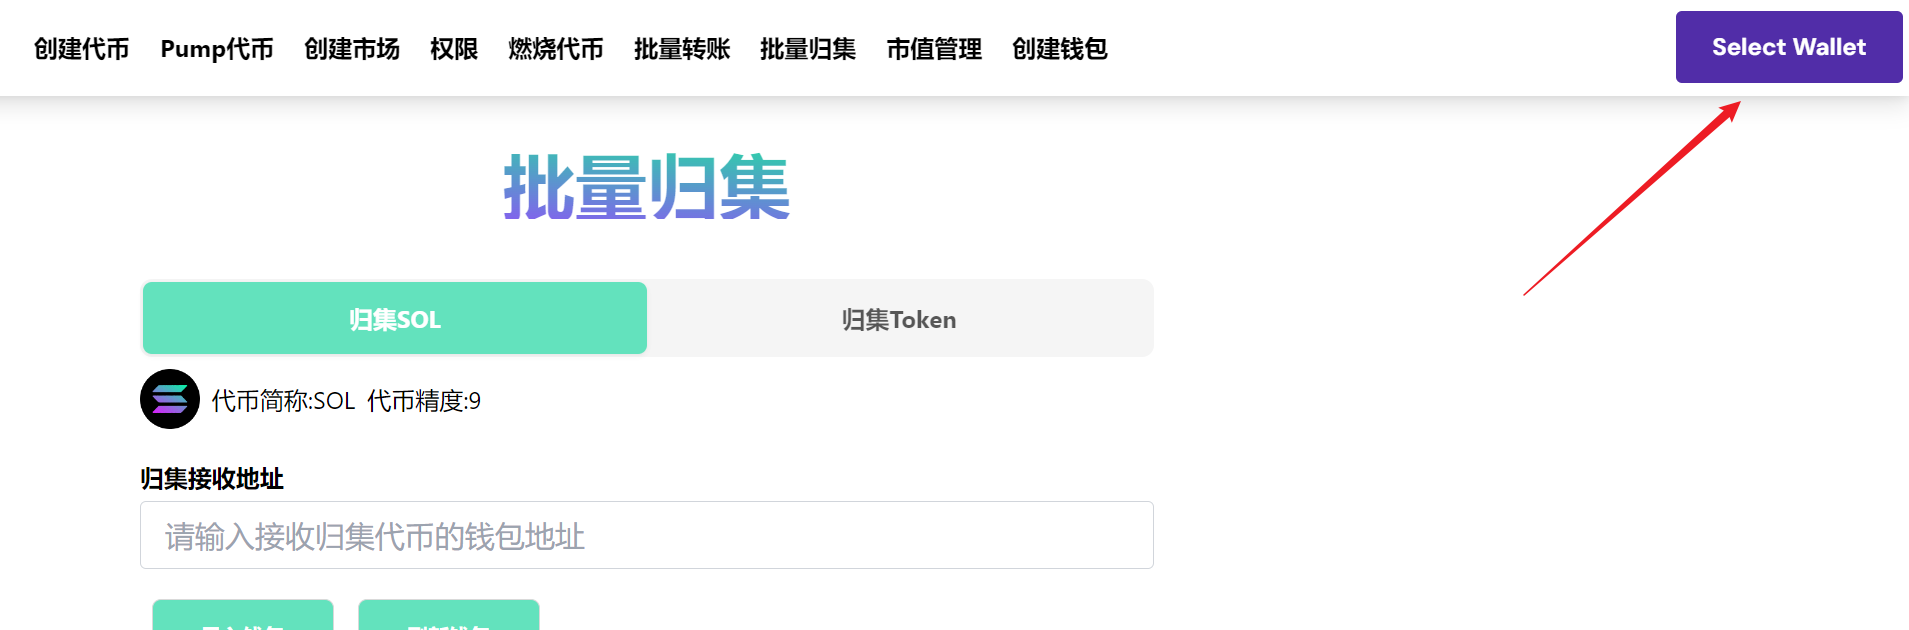 创建代币 Pump代币 创建市场 权限 燃烧代币 批量转账 批量归集 市值管理 创建钱包 Select Wallet
批量归集
归集SOL 归集Token
代币简称:SOL 代币精度:9
归集接收地址
请输入接收归集代币的钱包地址